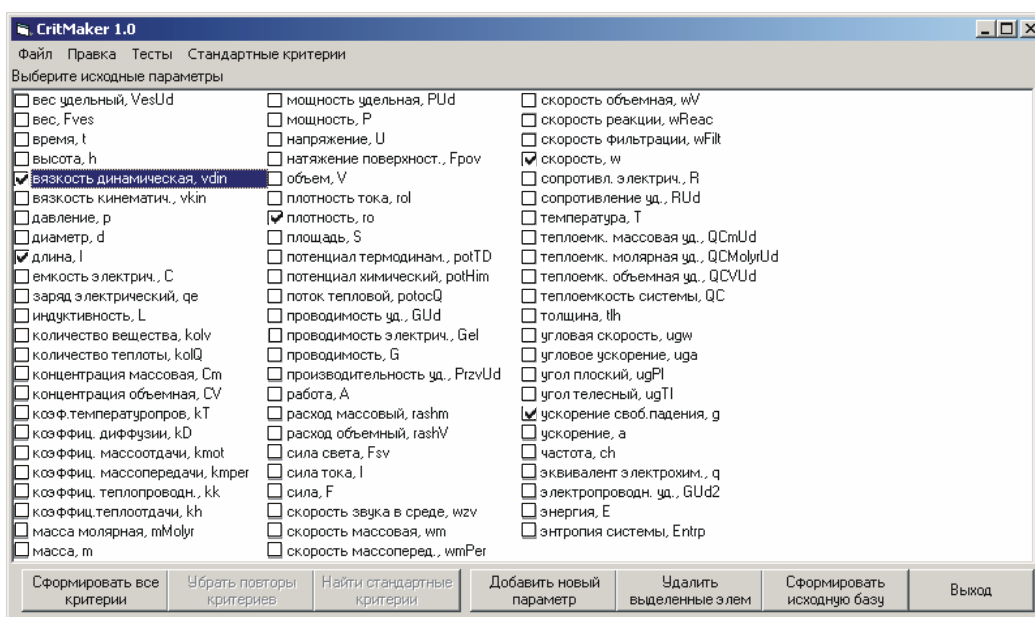 CritMaker 1.0
Файл Правка Тесты Стандартные критерии
Выберите исходные параметры
вес удельный, VesUd
вес, Fves
время, t
высота, h
вязкость динамическая, vdin
вязкость кинематич., vkin
давление, p
диаметр, d
длина, l
емкость электрич., C
заряд электрический, qe
индуктивность, L
количество вещества, kolv
количество теплоты, kolQ
концентрация массовая, Cm
концентрация объемная, CV
коэф.температуропров, kT
коэффиц. диффузии, kD
коэффиц. массоотдачи, kmot
коэффиц. массопередачи, kmper
коэффиц. теплопроводн., kk
коэффиц.теплоотдачи, kh
масса молярная, mMolyr
масса, m
мощность удельная, PUd
мощность, P
напряжение, U
натяжение поверхност., Fpov
объем, V
плотность тока, rol
плотность, ro
площадь, S
потенциал термодинам., potTD
потенциал химический, potHim
поток тепловой, potocQ
проводимость уд., GUd
проводимость электрич., Gel
проводимость, G
производительность уд., PrzvUd
работа, A
расход массовый, rashm
расход объемный, rashV
сила света, Fsv
сила тока, I
сила, F
скорость звука в среде, wzv
скорость массовая, wm
скорость массоперед., wmPer
скорость объемная, wV
скорость реакции, wReac
скорость фильтрации, wFilt
скорость, w
сопротивл. электрич., R
сопротивление уд., RUd
температура, T
теплоемк. массовая уд., QCmUd
теплоемк. молярная уд., QCMolyrUd
теплоемк. объемная уд., QCVUd
теплоемкость системы, QC
толщина, tlh
угловая скорость, ugw
угловое ускорение, uga
угол плоский, ugPl
угол телесный, ugTl
ускорение своб.падения, g
ускорение, a
частота, ch
эквивалент электрохим., q
электропроводн. уд., GUd2
энергия, E
энтропия системы, Entrp
Сформировать все
критерии
Убрать повторы
критериев
Найти стандартные
критерии
Добавить новый
параметр
Удалить
выделенные элем
Сформировать
исходную базу
Выход